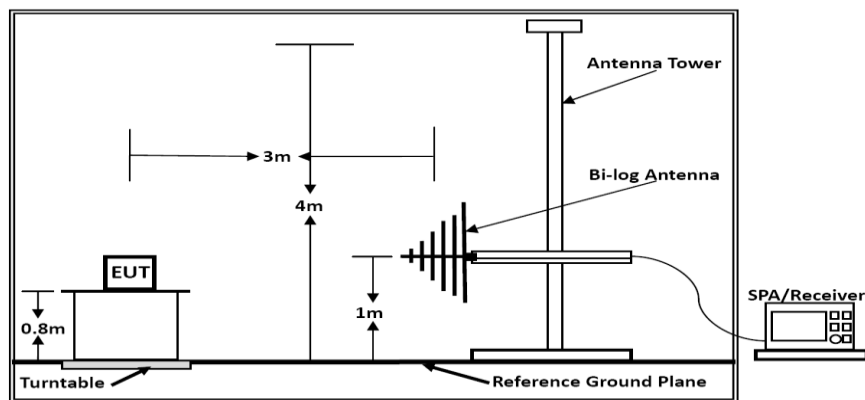 Antenna Tower
3m
Bi-log Antenna
4m
EUT
SPA/Receiver
0.8m
1m
Turntable
Reference Ground Plane